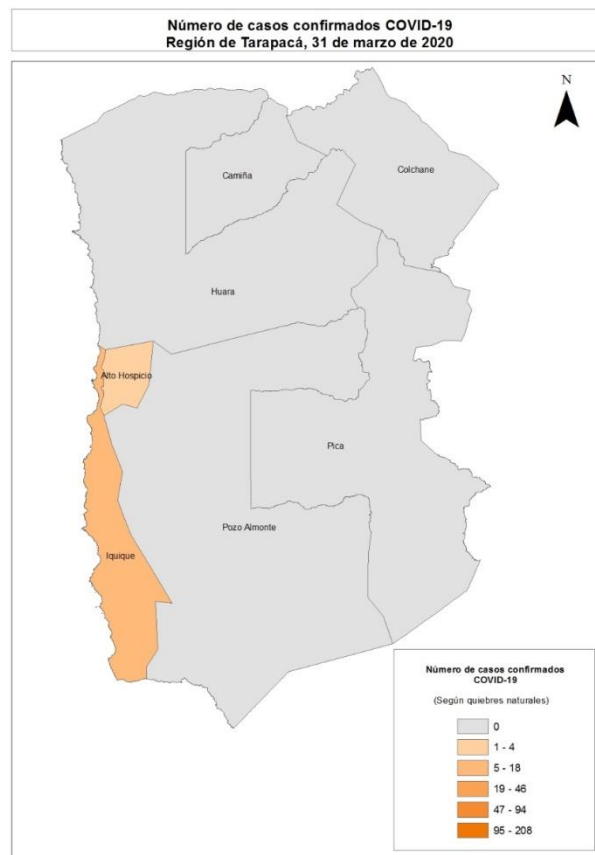 Número de casos confirmados COVID-19
Región de Tarapacá, 31 de marzo de 2020
N
Camiña
Colchane
Huara
Alto Hospicio
Pica
Pozo Almonte
Iquique
Número de casos confirmados
COVID-19
(Según quiebres naturales)
0
1 - 4
5 - 18
19 - 46
47 - 94
95 - 208